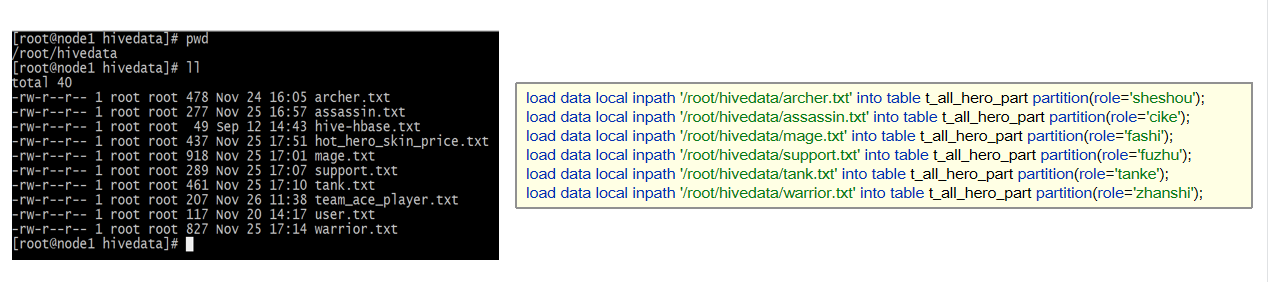 [root@node1 hivedata]# pwd
/root/hivedata
[root@node1 hivedata]# ll
total 40
-rw-r--r-- 1 root root 478 Nov 24 16:05 archer.txt
-rw-r--r-- 1 root root 277 Nov 25 16:57 assassin.txt
-rw-r--r-- 1 root root  49 Sep 12 14:43 hive-hbase.txt
-rw-r--r-- 1 root root 437 Nov 25 17:51 hot_hero_skin_price.txt
-rw-r--r-- 1 root root 918 Nov 25 17:01 mage.txt
-rw-r--r-- 1 root root 289 Nov 25 17:07 support.txt
-rw-r--r-- 1 root root 461 Nov 25 17:10 tank.txt
-rw-r--r-- 1 root root 207 Nov 26 11:38 team_ace_player.txt
-rw-r--r-- 1 root root 117 Nov 20 14:17 user.txt
-rw-r--r-- 1 root root 827 Nov 25 17:14 warrior.txt
[root@node1 hivedata]#
load data local inpath '/root/hivedata/archer.txt' into table t_all_hero_part partition(role='sheshou');
load data local inpath '/root/hivedata/assassin.txt' into table t_all_hero_part partition(role='cike');
load data local inpath '/root/hivedata/mage.txt' into table t_all_hero_part partition(role='fashi');
load data local inpath '/root/hivedata/support.txt' into table t_all_hero_part partition(role='fuzhu');
load data local inpath '/root/hivedata/tank.txt' into table t_all_hero_part partition(role='tanke');
load data local inpath '/root/hivedata/warrior.txt' into table t_all_hero_part partition(role='zhanshi');